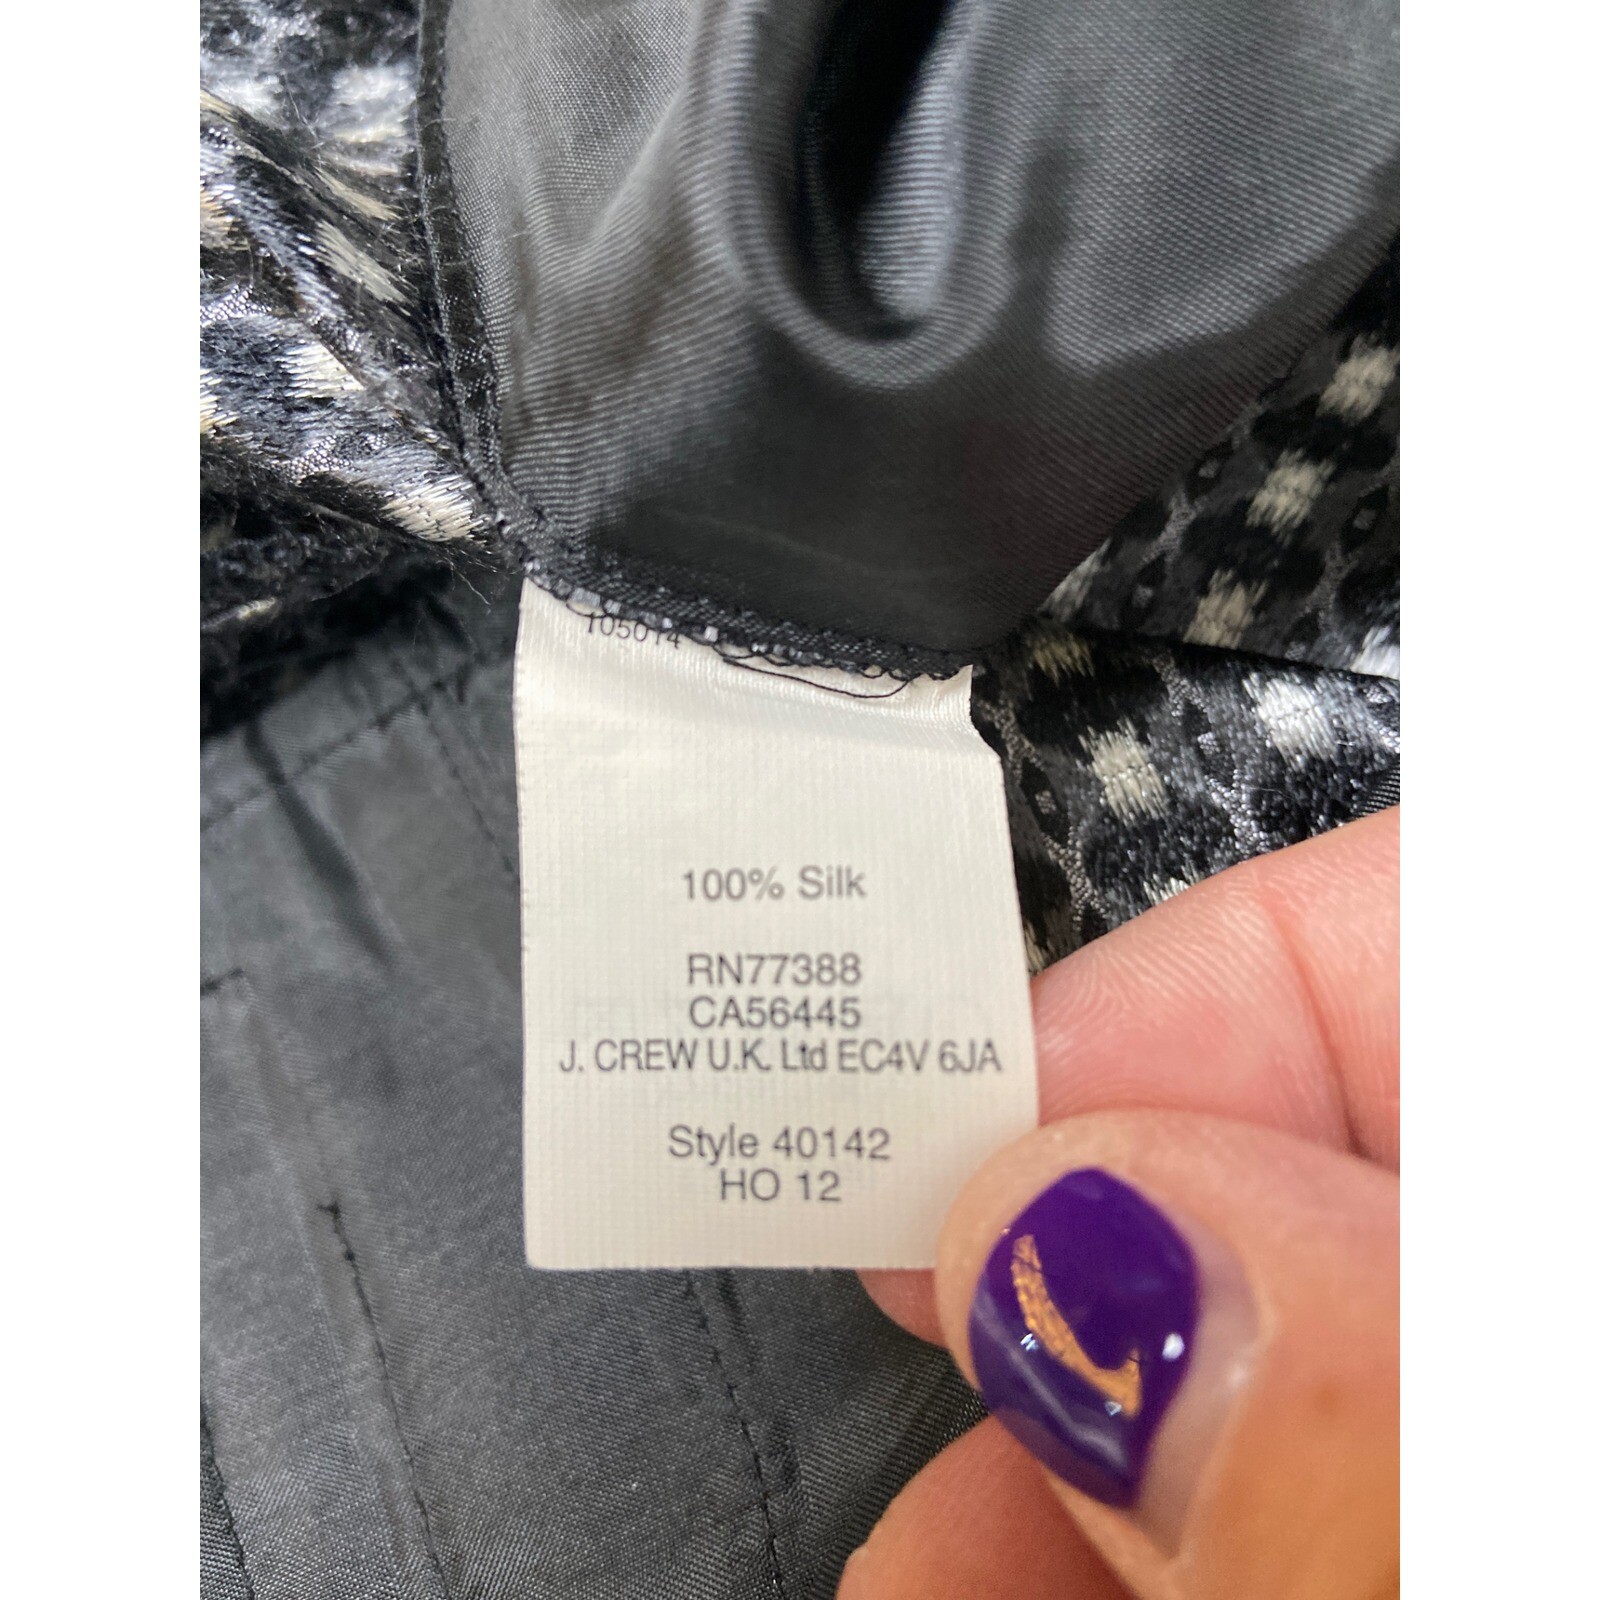 105014
100% Silk
RN77388
CA56445
J. CREW U.K. Ltd EC4V 6JA
Style 40142
HO 12